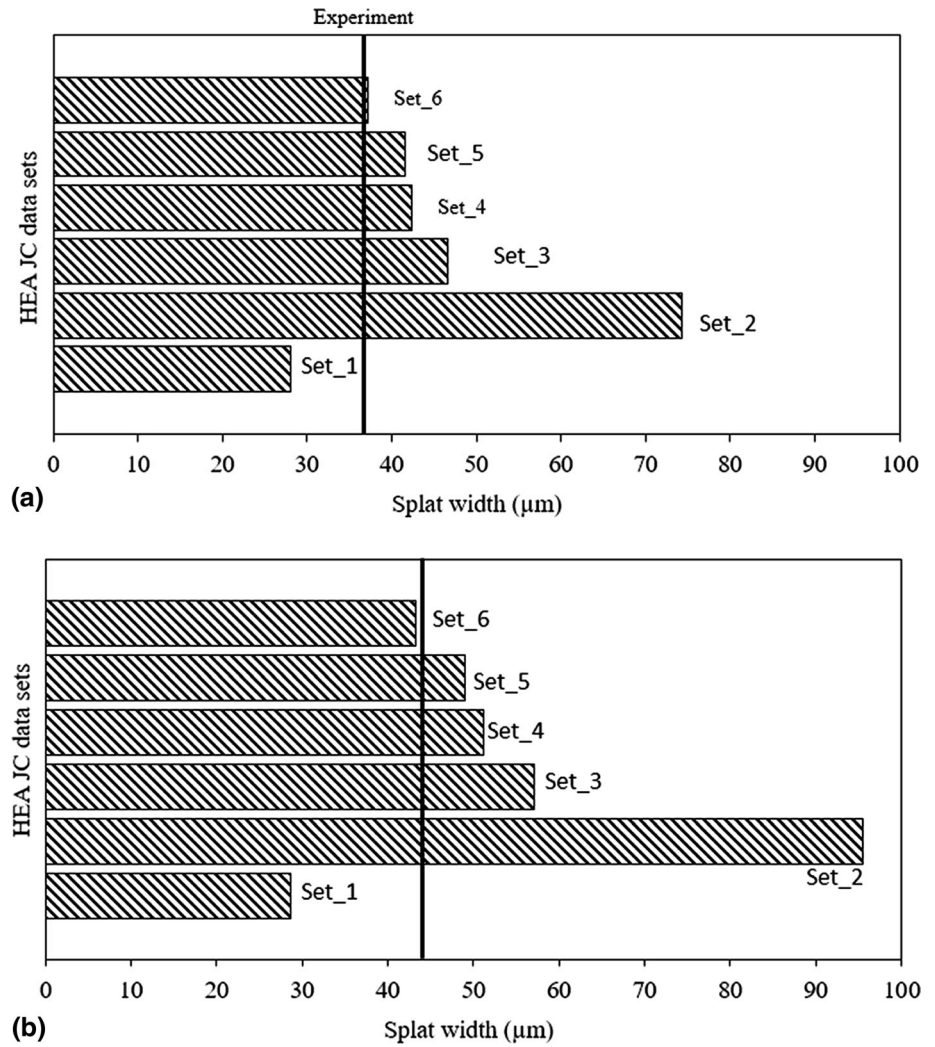 Experiment
HEA JC data sets
Set_6
Set_5
Set_4
Set_3
Set_2
Set_1
0 10 20 30 40 50 60 70 80 90 100
(a)
Splat width (µm)
HEA JC data sets
Set_6
Set_5
Set_4
Set_3
Set_2
Set_1
0 10 20 30 40 50 60 70 80 90 100
(b)
Splat width (µm)